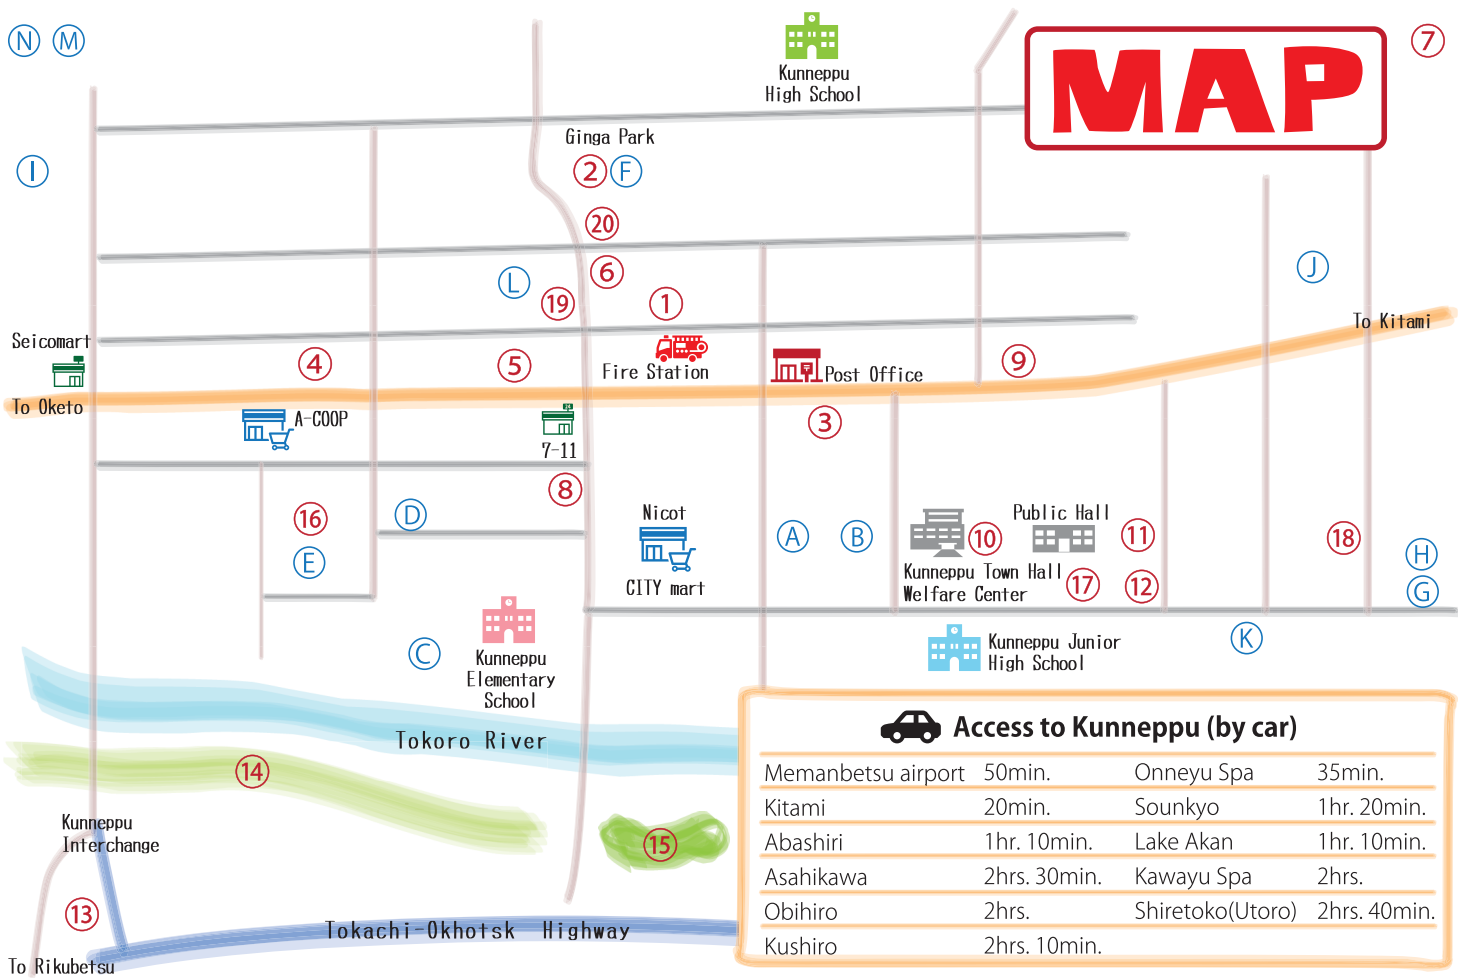 Ⓝ Ⓜ
Kunneppu
High School
MAP
⑦
Ginga Park
Ⓘ
② Ⓕ
⑳
Ⓛ
⑥
Ⓙ
⑲
①
Seicomart
To Kitami
④
⑤
Fire Station
Post Office
⑨
To Oketo
A-COOP
24
7-11
③
⑧
⑯
Ⓓ
Nicot
Ⓐ
Ⓑ
Public Hall
⑩
⑪
⑱
Ⓗ
Ⓔ
CITY mart
Kunneppu Town Hall
Welfare Center
⑰
⑫
Ⓖ
Ⓒ
Kunneppu
Elementary
School
Kunneppu Junior
High School
Ⓚ
Tokoro River
⑭
Kunneppu
Interchange
⑮
⑬
Tokachi-Okhotsk Highway
To Rikubetsu
Access to Kunneppu (by car)
Memanbetsu airport 50min. Onneyu Spa 35min.
Kitami 20min. Sounkyo 1hr. 20min.
Abashiri 1hr. 10min. Lake Akan 1hr. 10min.
Asahikawa 2hrs. 30min. Kawayu Spa 2hrs.
Obihiro 2hrs. Shiretoko(Utoro) 2hrs. 40min.
Kushiro 2hrs. 10min.